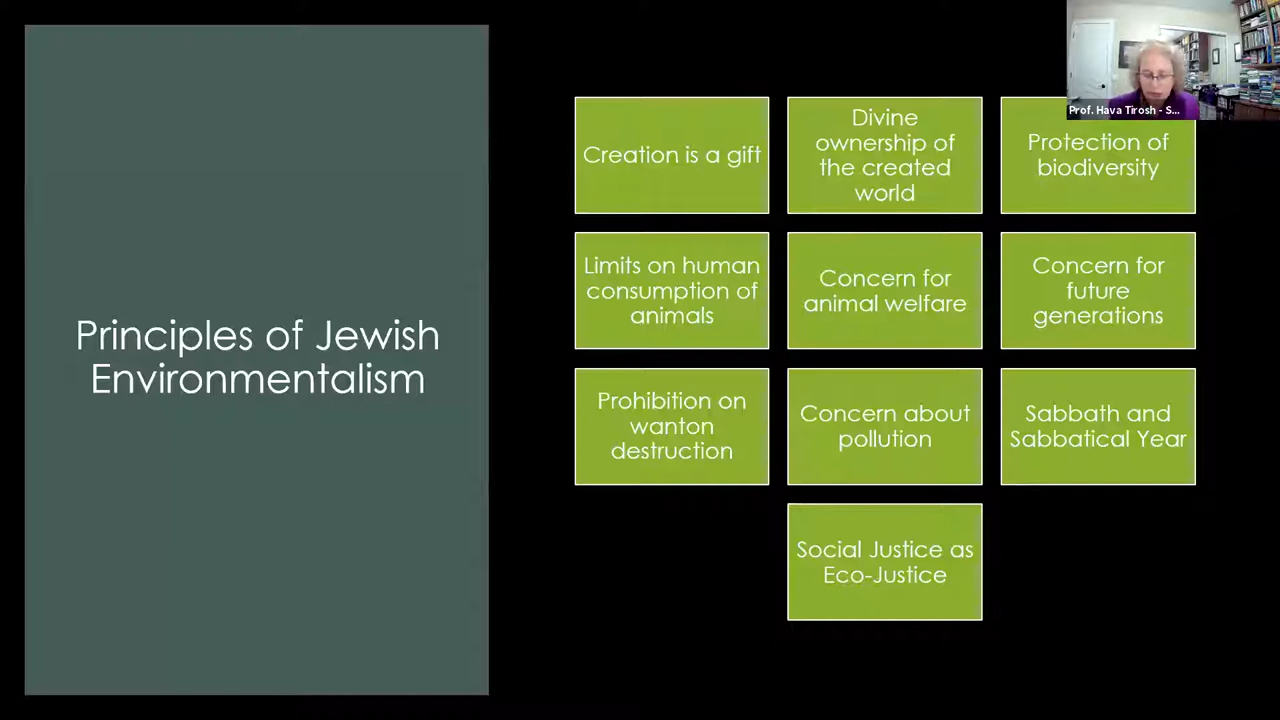 Principles of Jewish
Environmentalism
Prof. Hava Tirosh - S...
Creation is a gift
Divine
ownership of
the created
world
Protection of
biodiversity
Limits on human
consumption of
animals
Concern for
animal welfare
Concern for
future
generations
Prohibition on
wanton
destruction
Concern about
pollution
Sabbath and
Sabbatical Year
Social Justice as
Eco-Justice